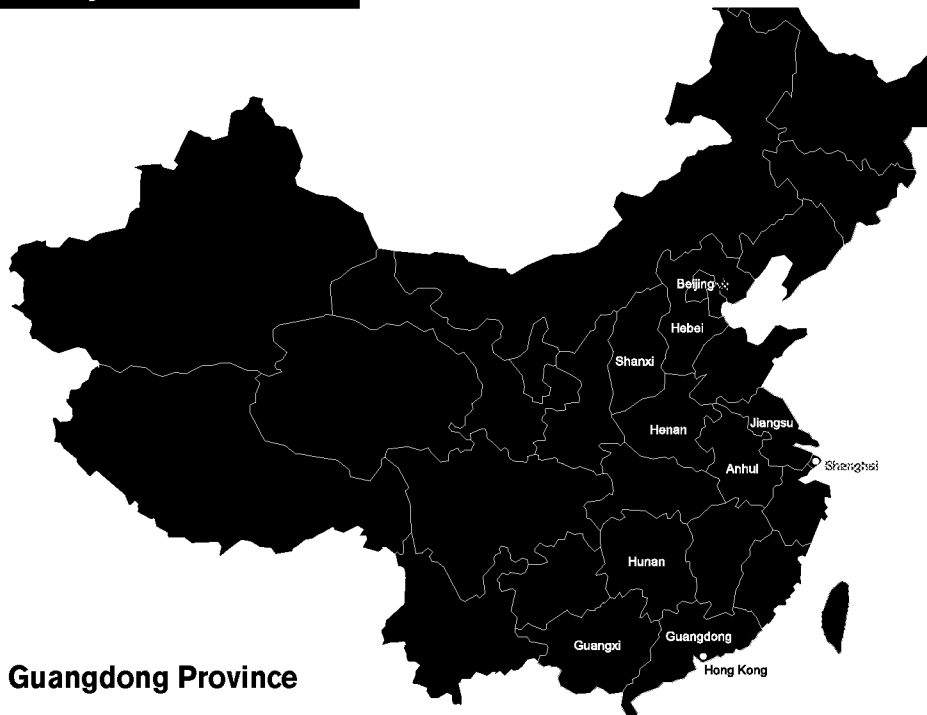 Beijing
Hebei
Shanxi
Jiangsu
Henan
Anhui
Shanghai
Hunan
Guangdong
Guangxi
Hong Kong
Guangdong Province